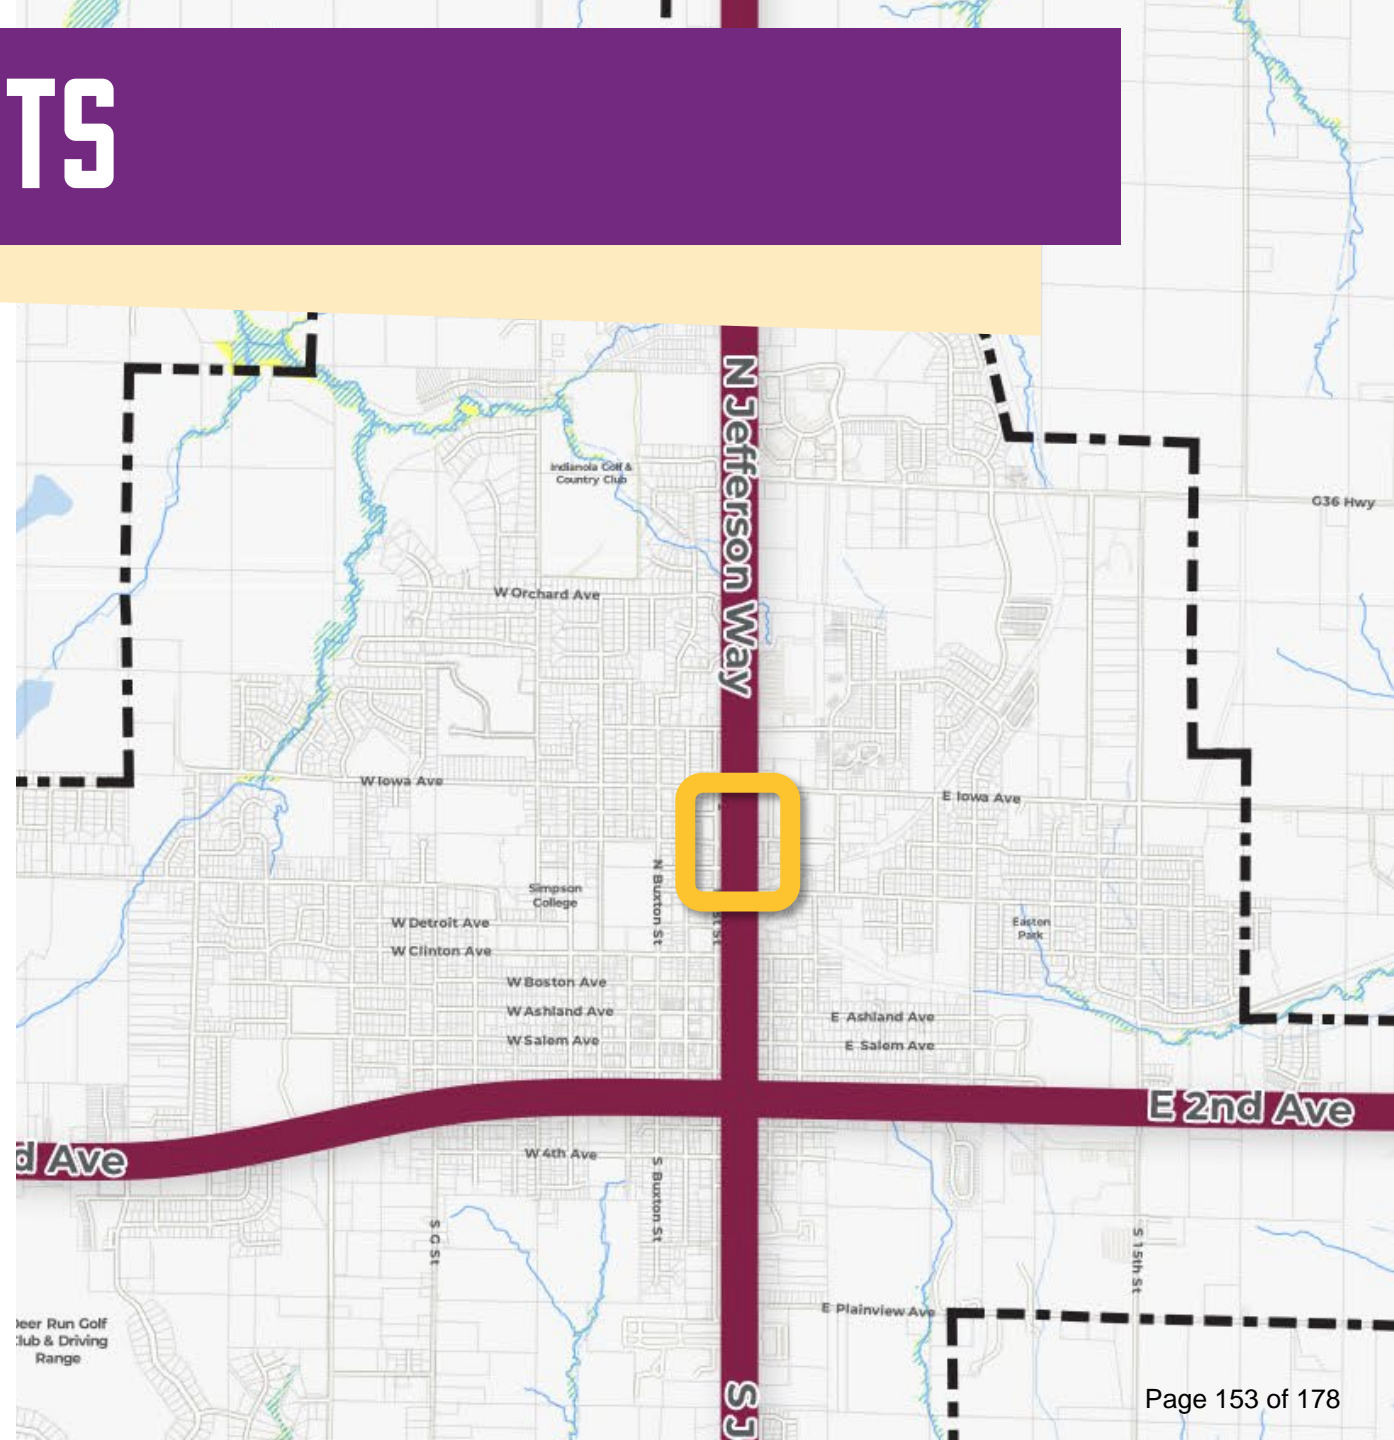 TS
N Jefferson Way
Indianola Golf &
Country Club
G36 Hwy
W Orchard Ave
W Iowa Ave
E Iowa Ave
N Buxton St
Simpson
College
W Detroit Ave
W Clinton Ave
Easton
Park
W Boston Ave
W Ashland Ave
W Salem Ave
E Ashland Ave
E Salem Ave
E 2nd Ave
d Ave
W 4th Ave
S Buxton St
S G St
S 15th St
E Plainview Ave
eer Run Golf
lub & Driving
Range
S J
Page 153 of 178